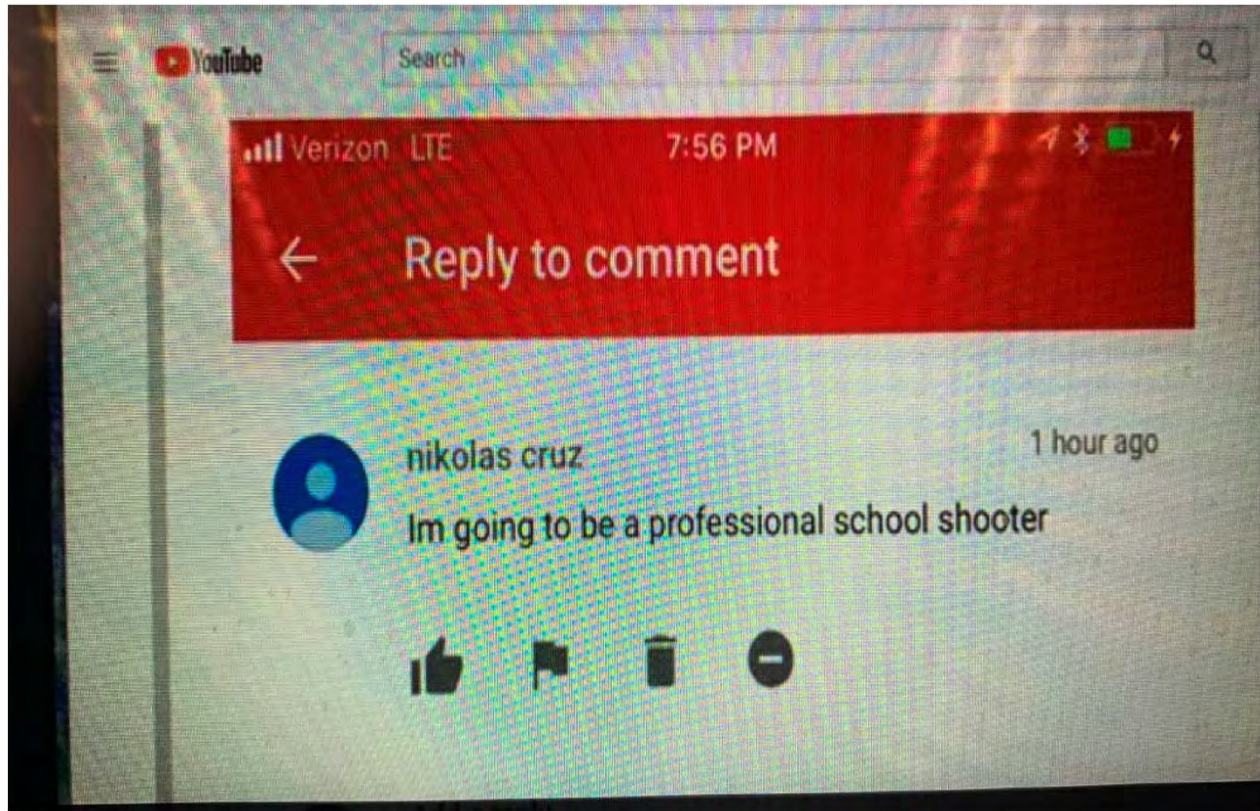 YouTube
Search
Verizon LTE
7:56 PM
Reply to comment
nikolas cruz
1 hour ago
Im going to be a professional school shooter